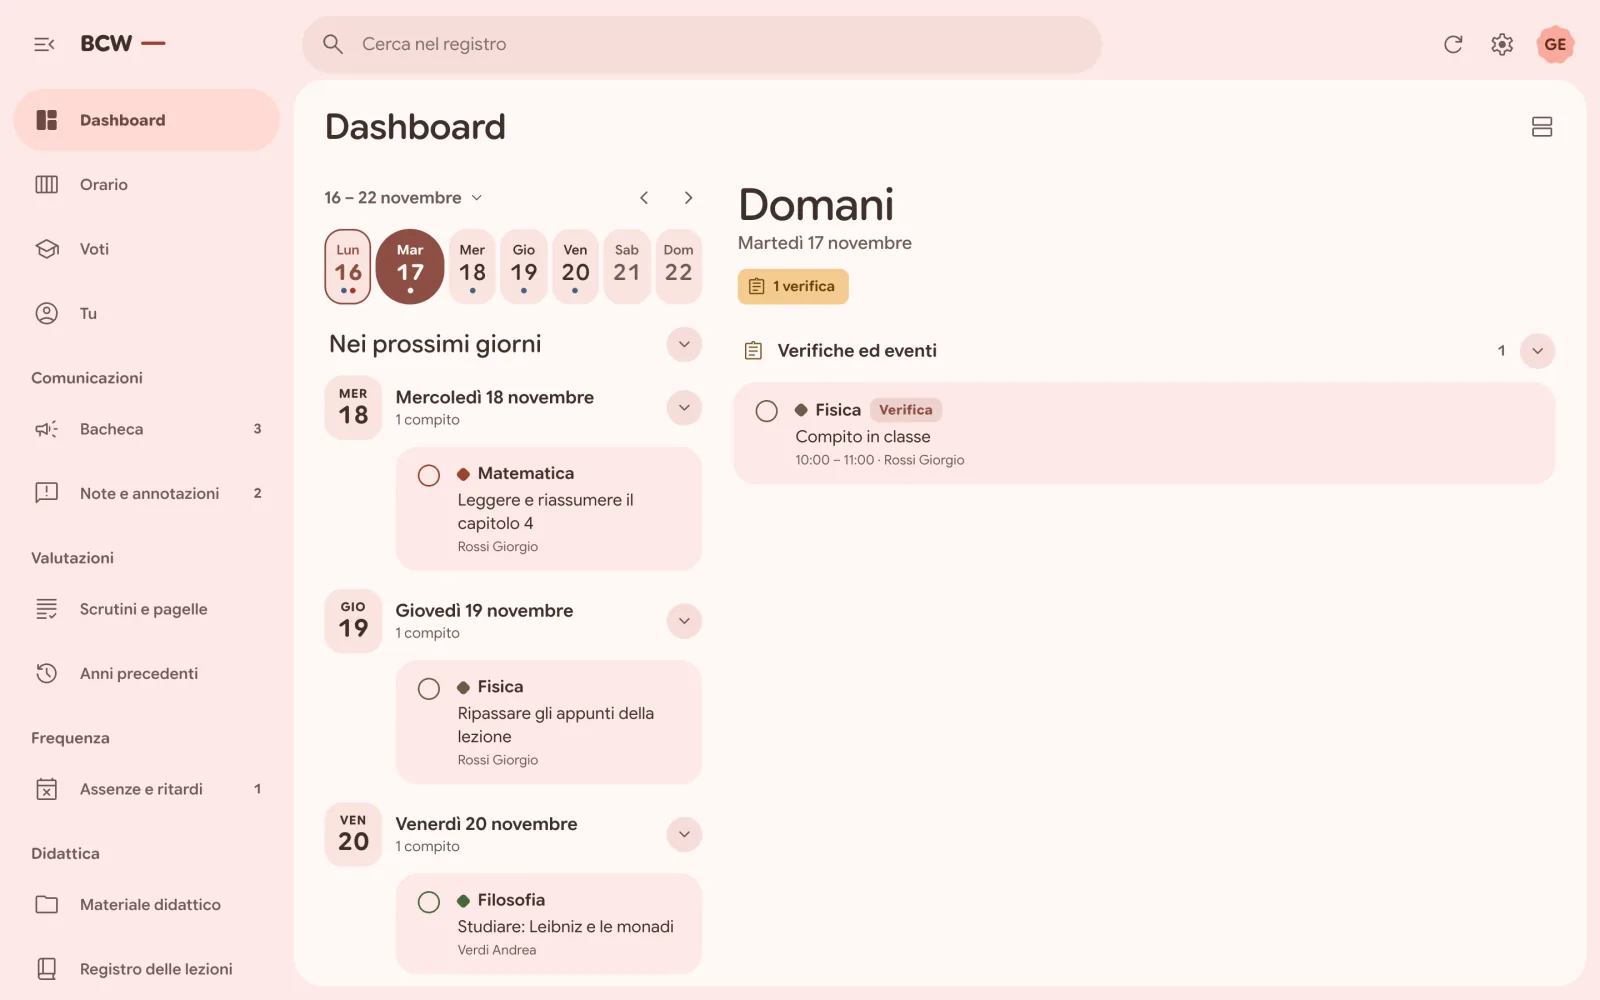 BCW
Cerca nel registro
GE
Dashboard
Orario
Voti
Tu
Comunicazioni
Bacheca 3
Note e annotazioni 2
Valutazioni
Scrutini e pagelle
Anni precedenti
Frequenza
Assenze e ritardi 1
Didattica
Materiale didattico
Registro delle lezioni
Dashboard
16 – 22 novembre
Lun Mar Mer Gio Ven Sab Dom
16 17 18 19 20 21 22
Nei prossimi giorni
MER
18
Mercoledì 18 novembre
1 compito
Matematica
Leggere e riassumere il
capitolo 4
Rossi Giorgio
GIO
19
Giovedì 19 novembre
1 compito
Fisica
Ripassare gli appunti della
lezione
Rossi Giorgio
VEN
20
Venerdì 20 novembre
1 compito
Filosofia
Studiare: Leibniz e le monadi
Verdi Andrea
Domani
Martedì 17 novembre
1 verifica
Verifiche ed eventi 1
Fisica Verifica
Compito in classe
10:00 – 11:00 · Rossi Giorgio